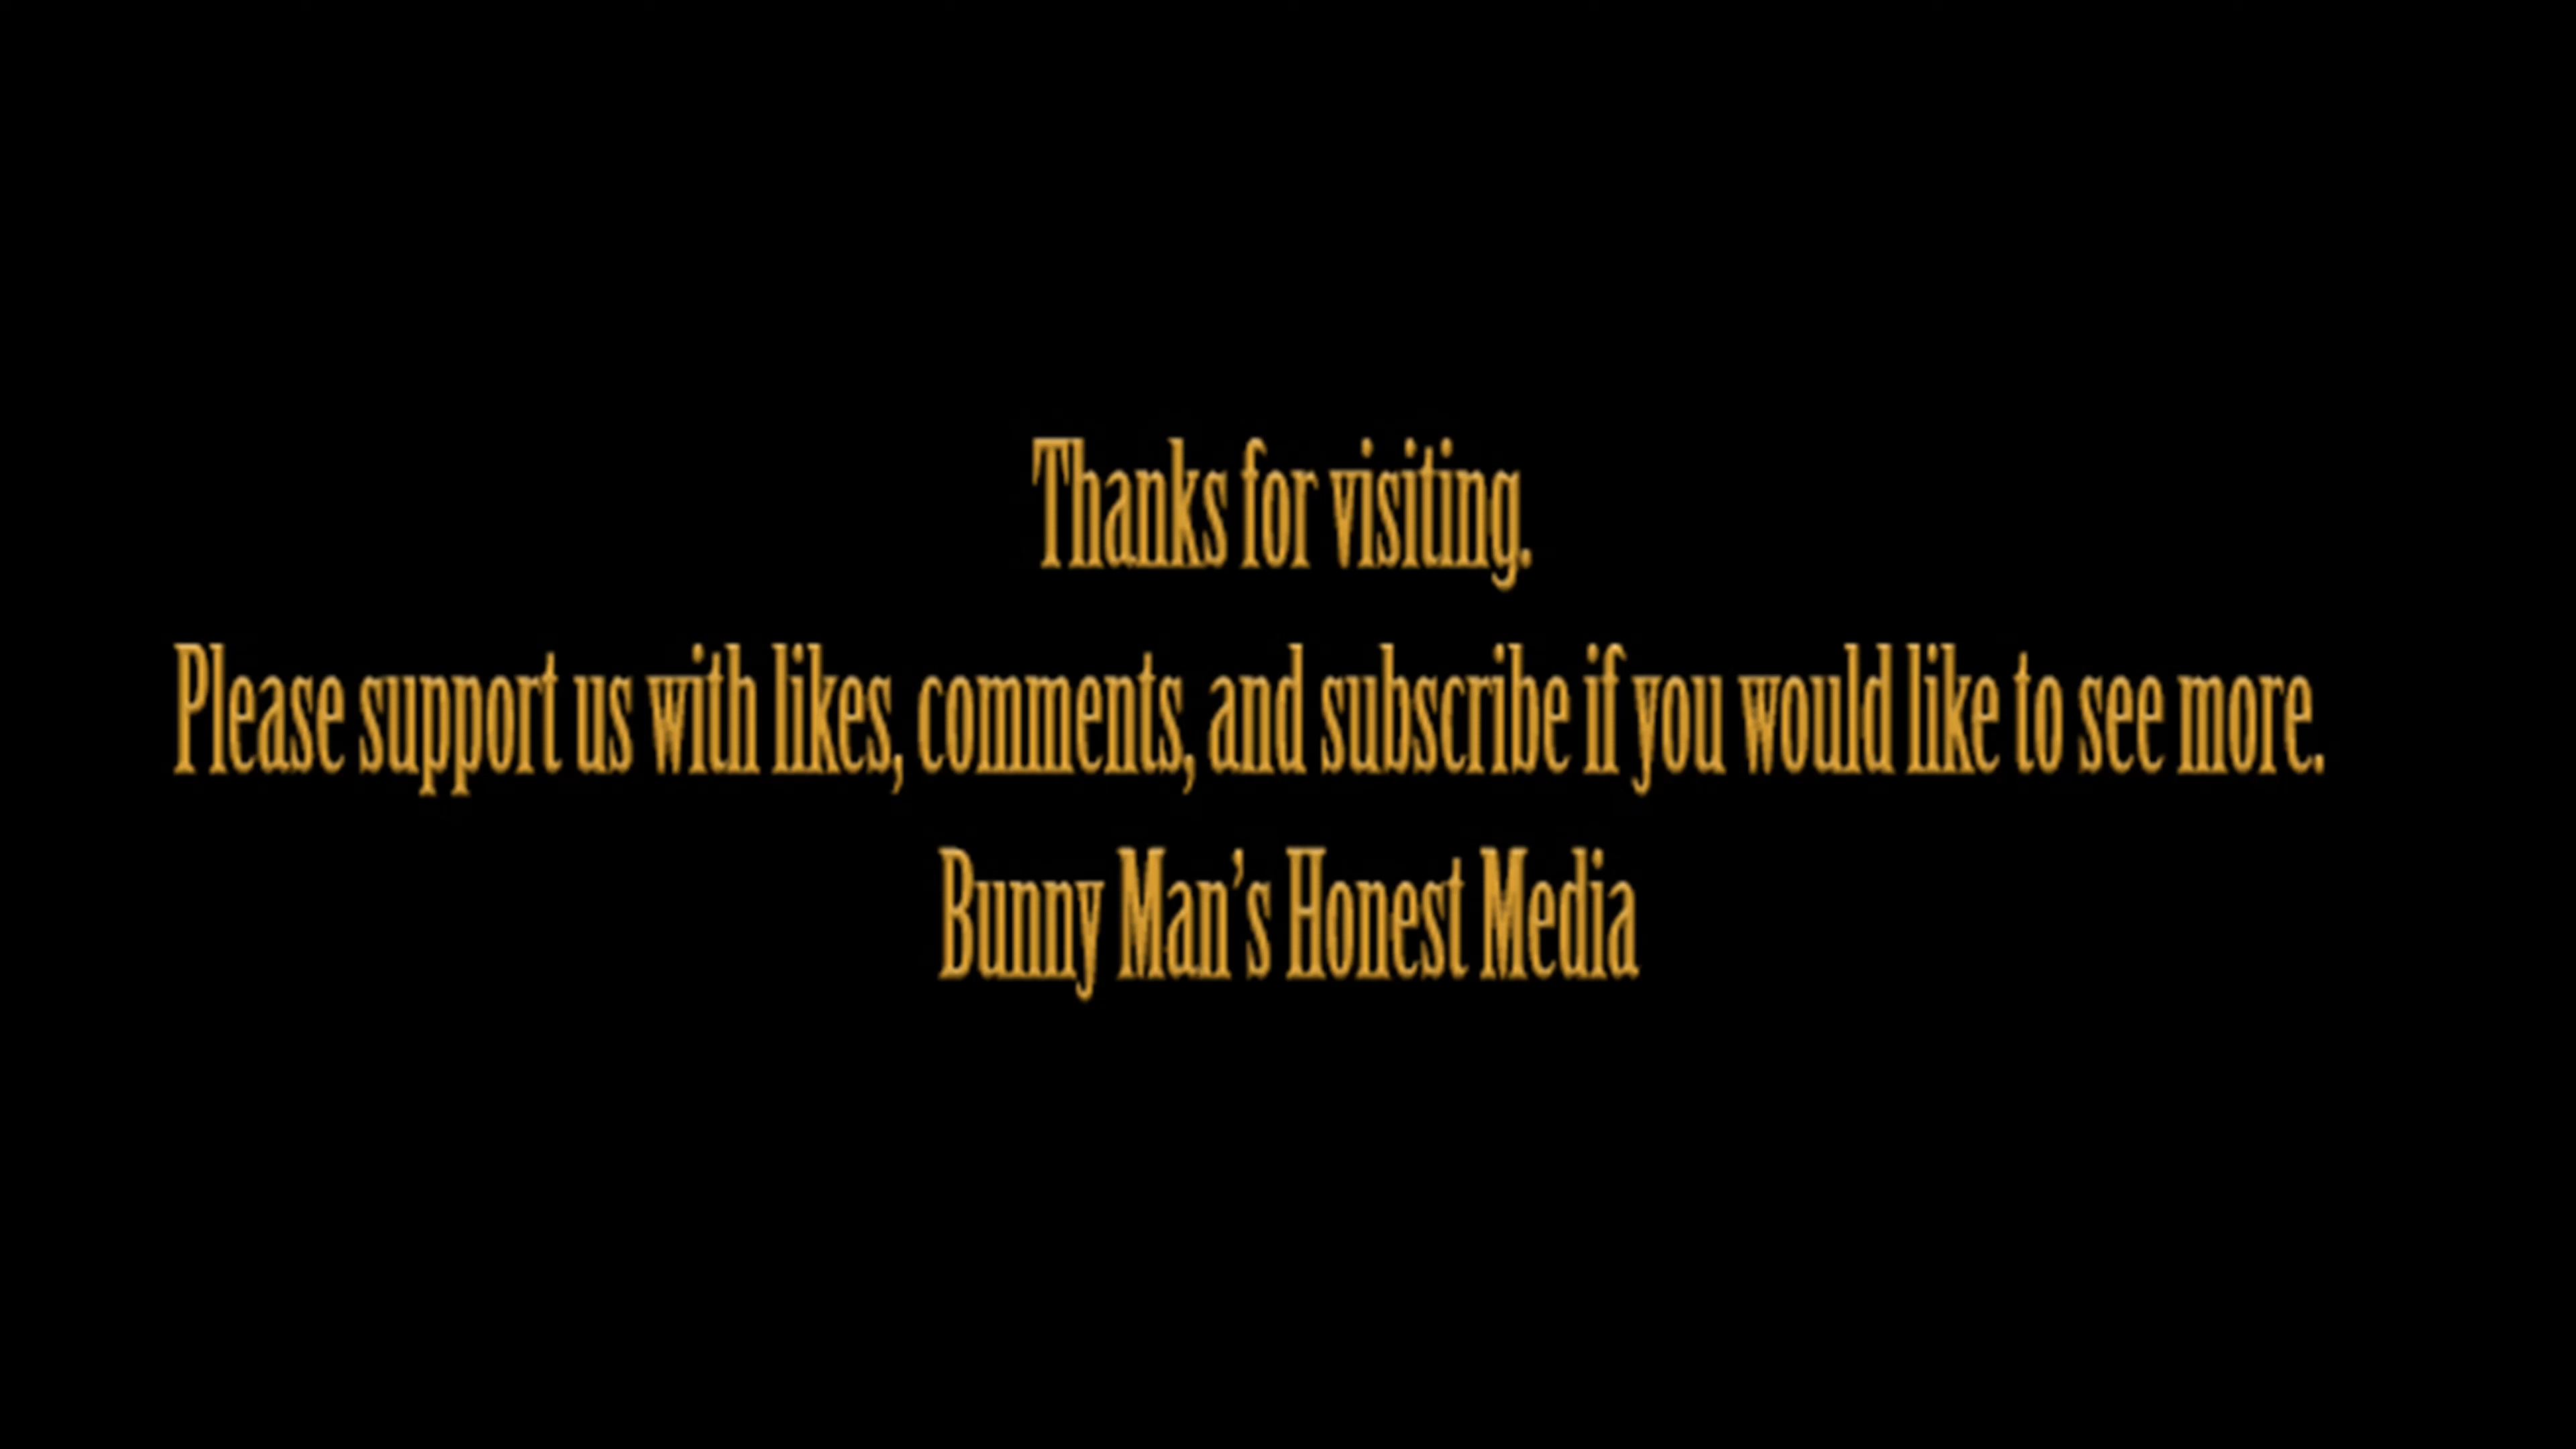 Thanks for visiting.
Please support us with likes, comments, and subscribe if you would like to see more.
Bunny Man’s Honest Media